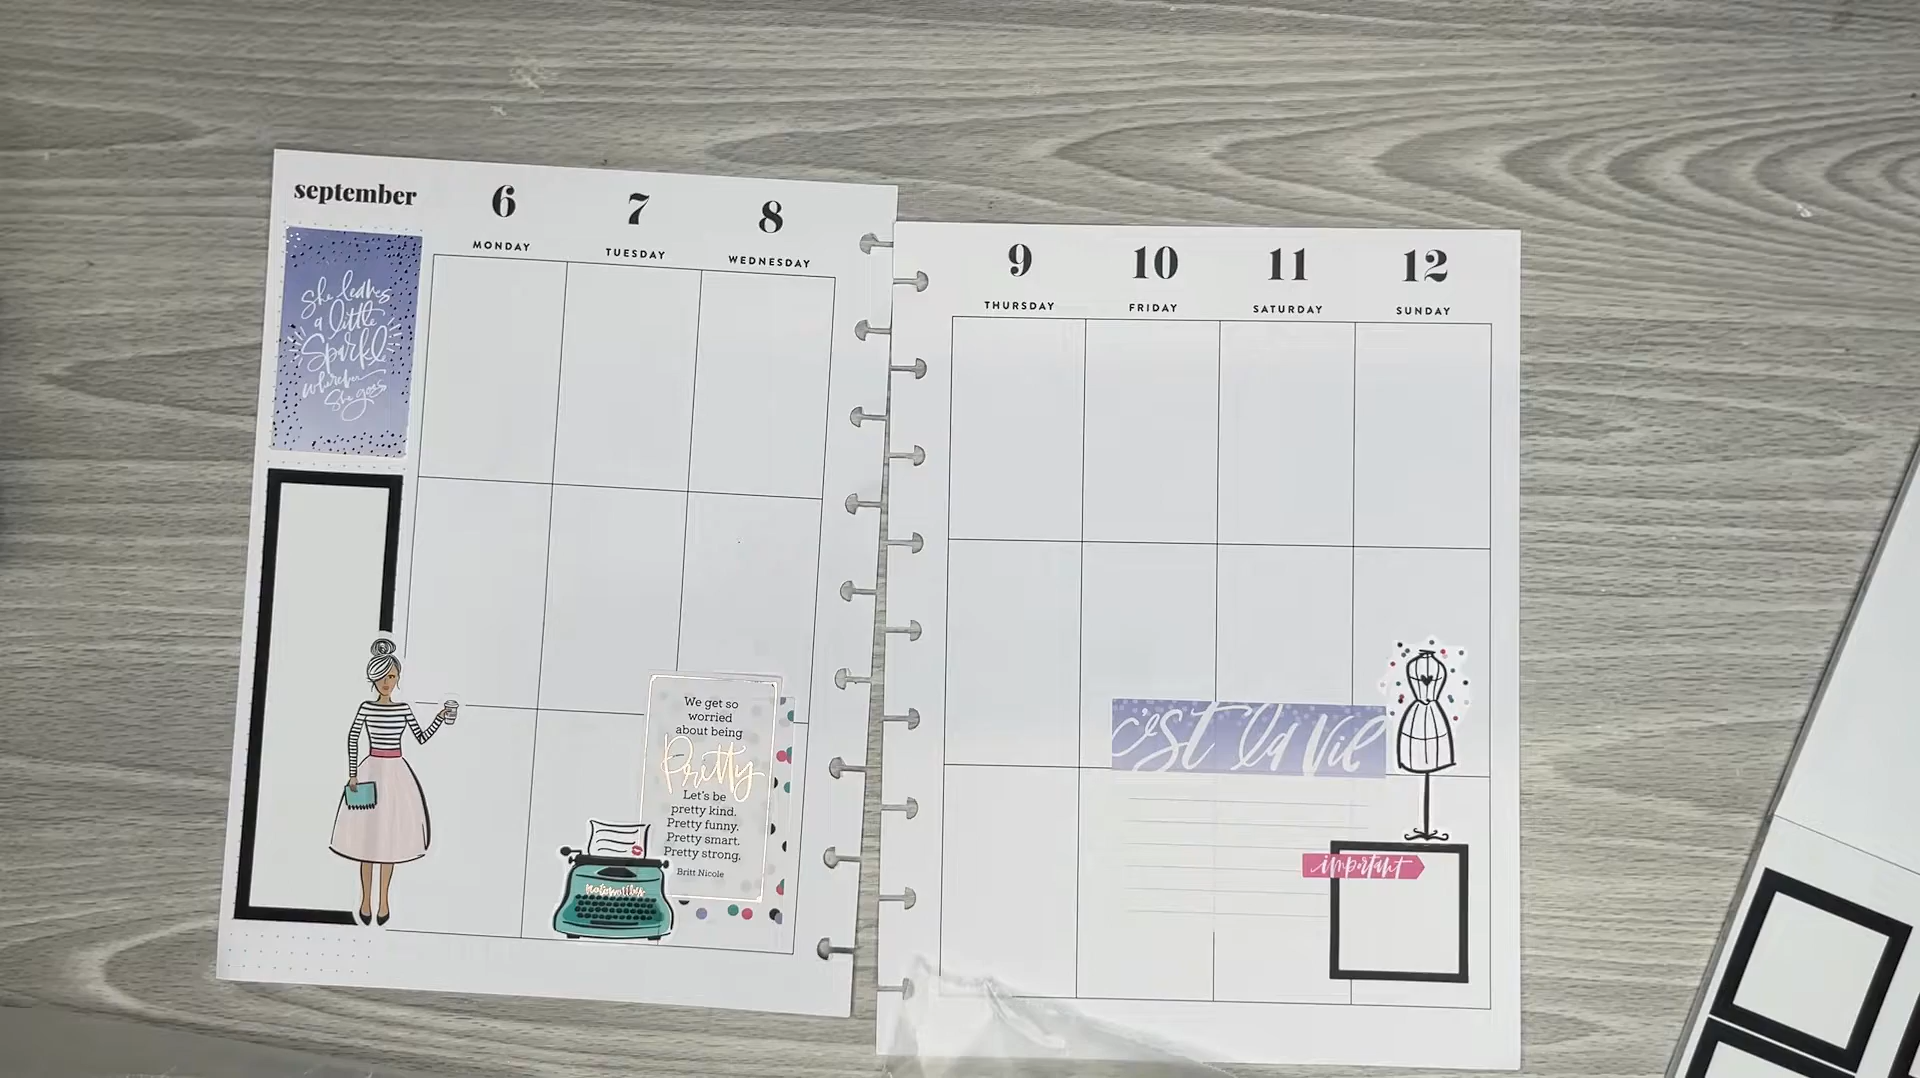 september
6
MONDAY
7
TUESDAY
8
WEDNESDAY
She leaves
a little
Sparkle
wherever
She goes
We get so
worried
about being
Pretty
Let's be
pretty kind.
Pretty funny.
Pretty smart.
Pretty strong.
Britt Nicole
noteworthy
9
THURSDAY
10
FRIDAY
11
SATURDAY
12
SUNDAY
c'est la vie
important